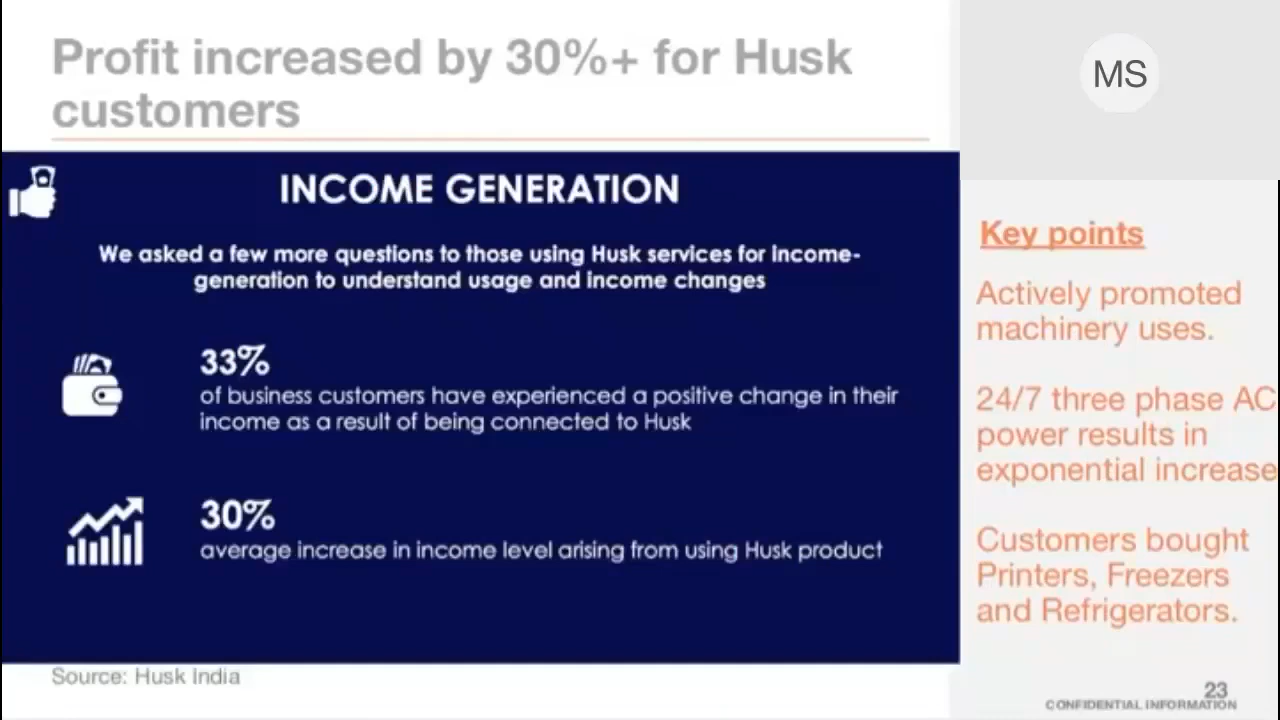 Profit increased by 30%+ for Husk
customers
MS
INCOME GENERATION
We asked a few more questions to those using Husk services for income-
generation to understand usage and income changes
33%
of business customers have experienced a positive change in their
income as a result of being connected to Husk
30%
average increase in income level arising from using Husk product
Source: Husk India
Key points
Actively promoted
machinery uses.
24/7 three phase AC
power results in
exponential increase
Customers bought
Printers, Freezers
and Refrigerators.
23
CONFIDENTIAL INFORMATION